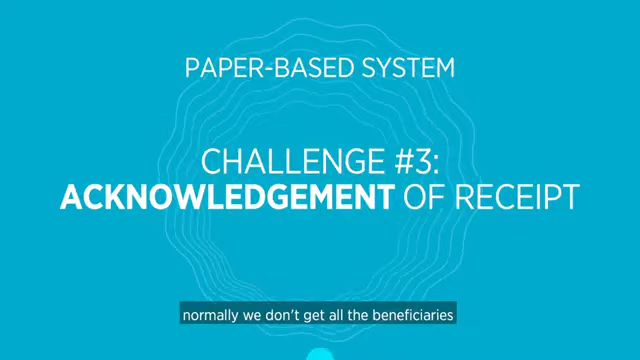 PAPER-BASED SYSTEM
CHALLENGE #3:
ACKNOWLEDGEMENT OF RECEIPT
normally we don't get all the beneficiaries